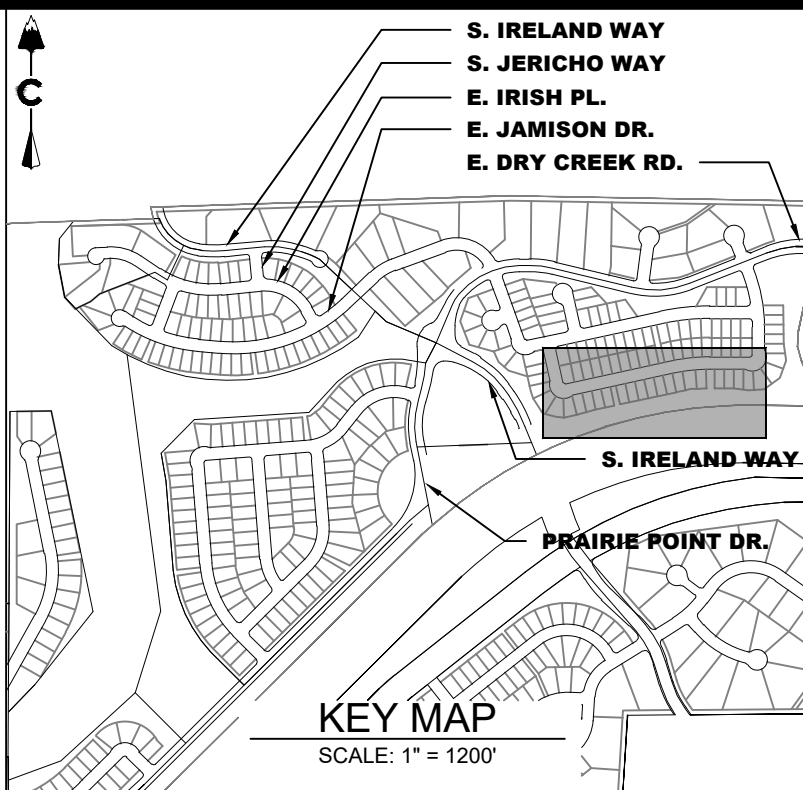 S. IRELAND WAY
S. JERICHO WAY
E. IRISH PL.
E. JAMISON DR.
E. DRY CREEK RD.
C
S. IRELAND WAY
PRAIRIE POINT DR.
KEY MAP
SCALE: 1" = 1200'